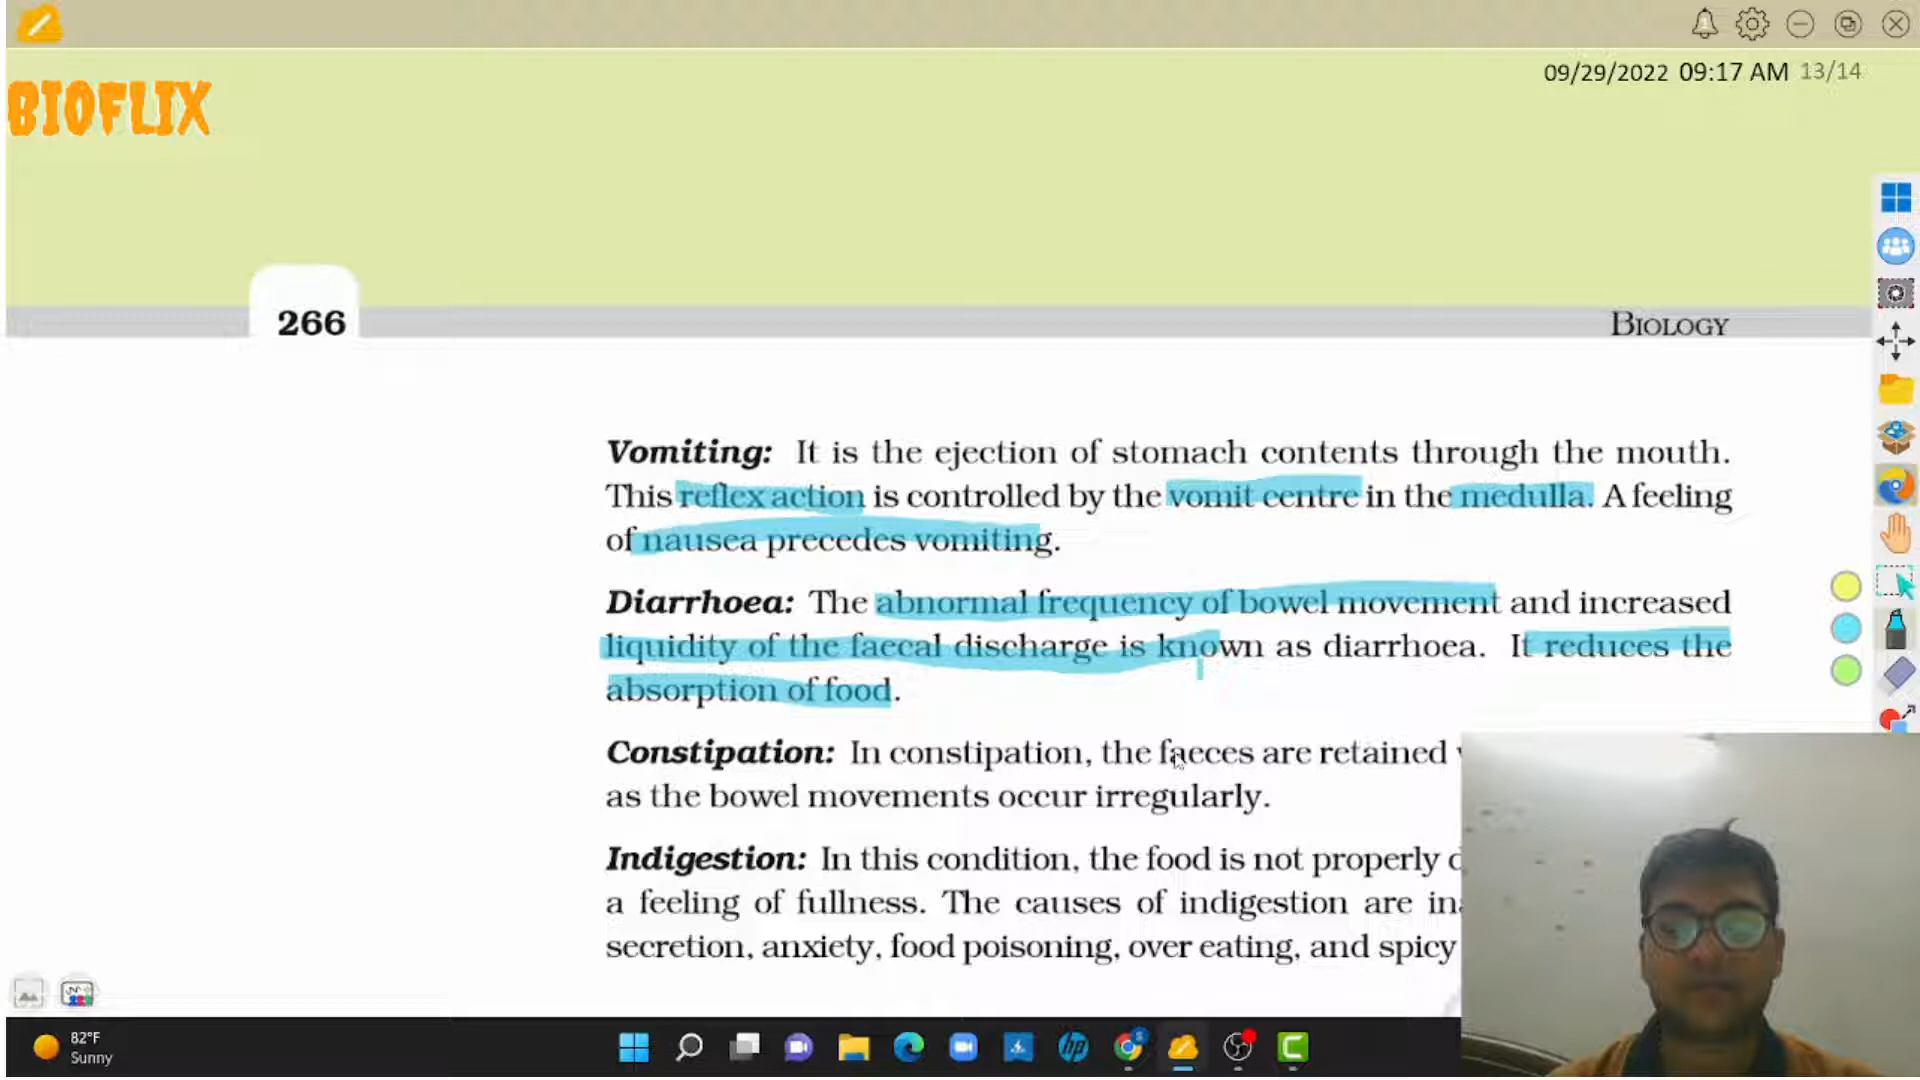 09/29/2022 09:17 AM 13/14
BIOFLIX
266
BIOLOGY
Vomiting: It is the ejection of stomach contents through the mouth.
This reflex action is controlled by the vomit centre in the medulla. A feeling
of nausea precedes vomiting.
Diarrhoea: The abnormal frequency of bowel movement and increased
liquidity of the faecal discharge is known as diarrhoea. It reduces the
absorption of food.
Constipation: In constipation, the faeces are retained
as the bowel movements occur irregularly.
Indigestion: In this condition, the food is not properly
a feeling of fullness. The causes of indigestion are
secretion, anxiety, food poisoning, over eating, and spicy
82°F
Sunny